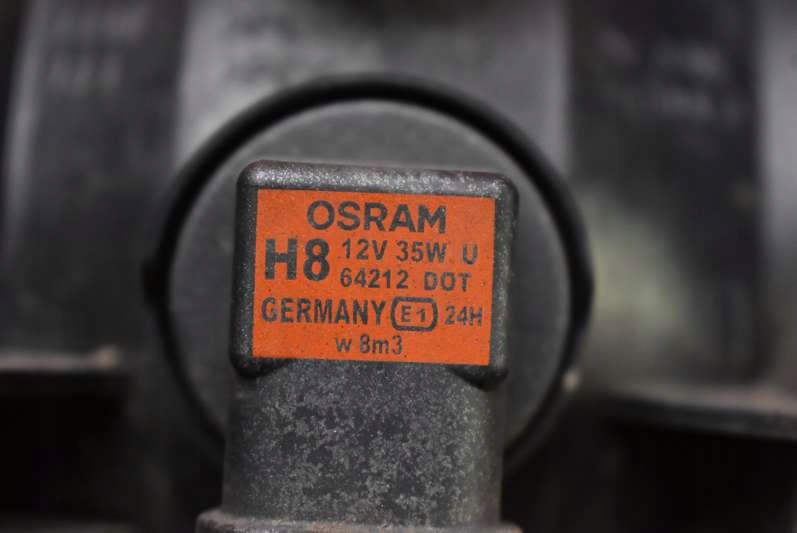 OSRAM
H8 12V 35W U
64212 DOT
GERMANY E1 24H
w 8m3